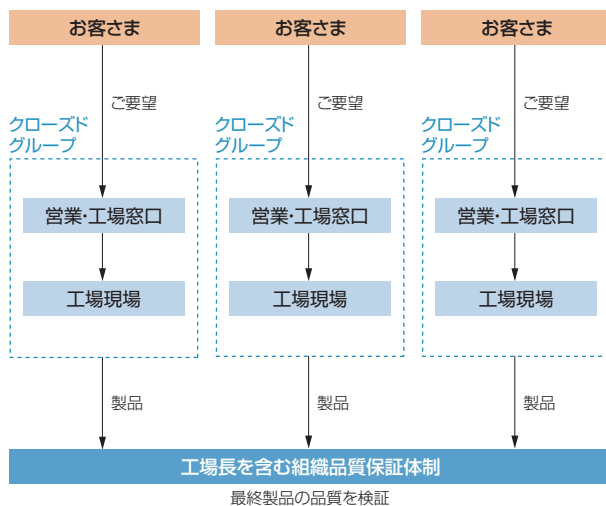 お客さま
お客さま
お客さま
ご要望
ご要望
ご要望
クローズド
グループ
クローズド
グループ
クローズド
グループ
営業・工場窓口
営業・工場窓口
営業・工場窓口
工場現場
工場現場
工場現場
製品
製品
製品
工場長を含む組織品質保証体制
最終製品の品質を検証